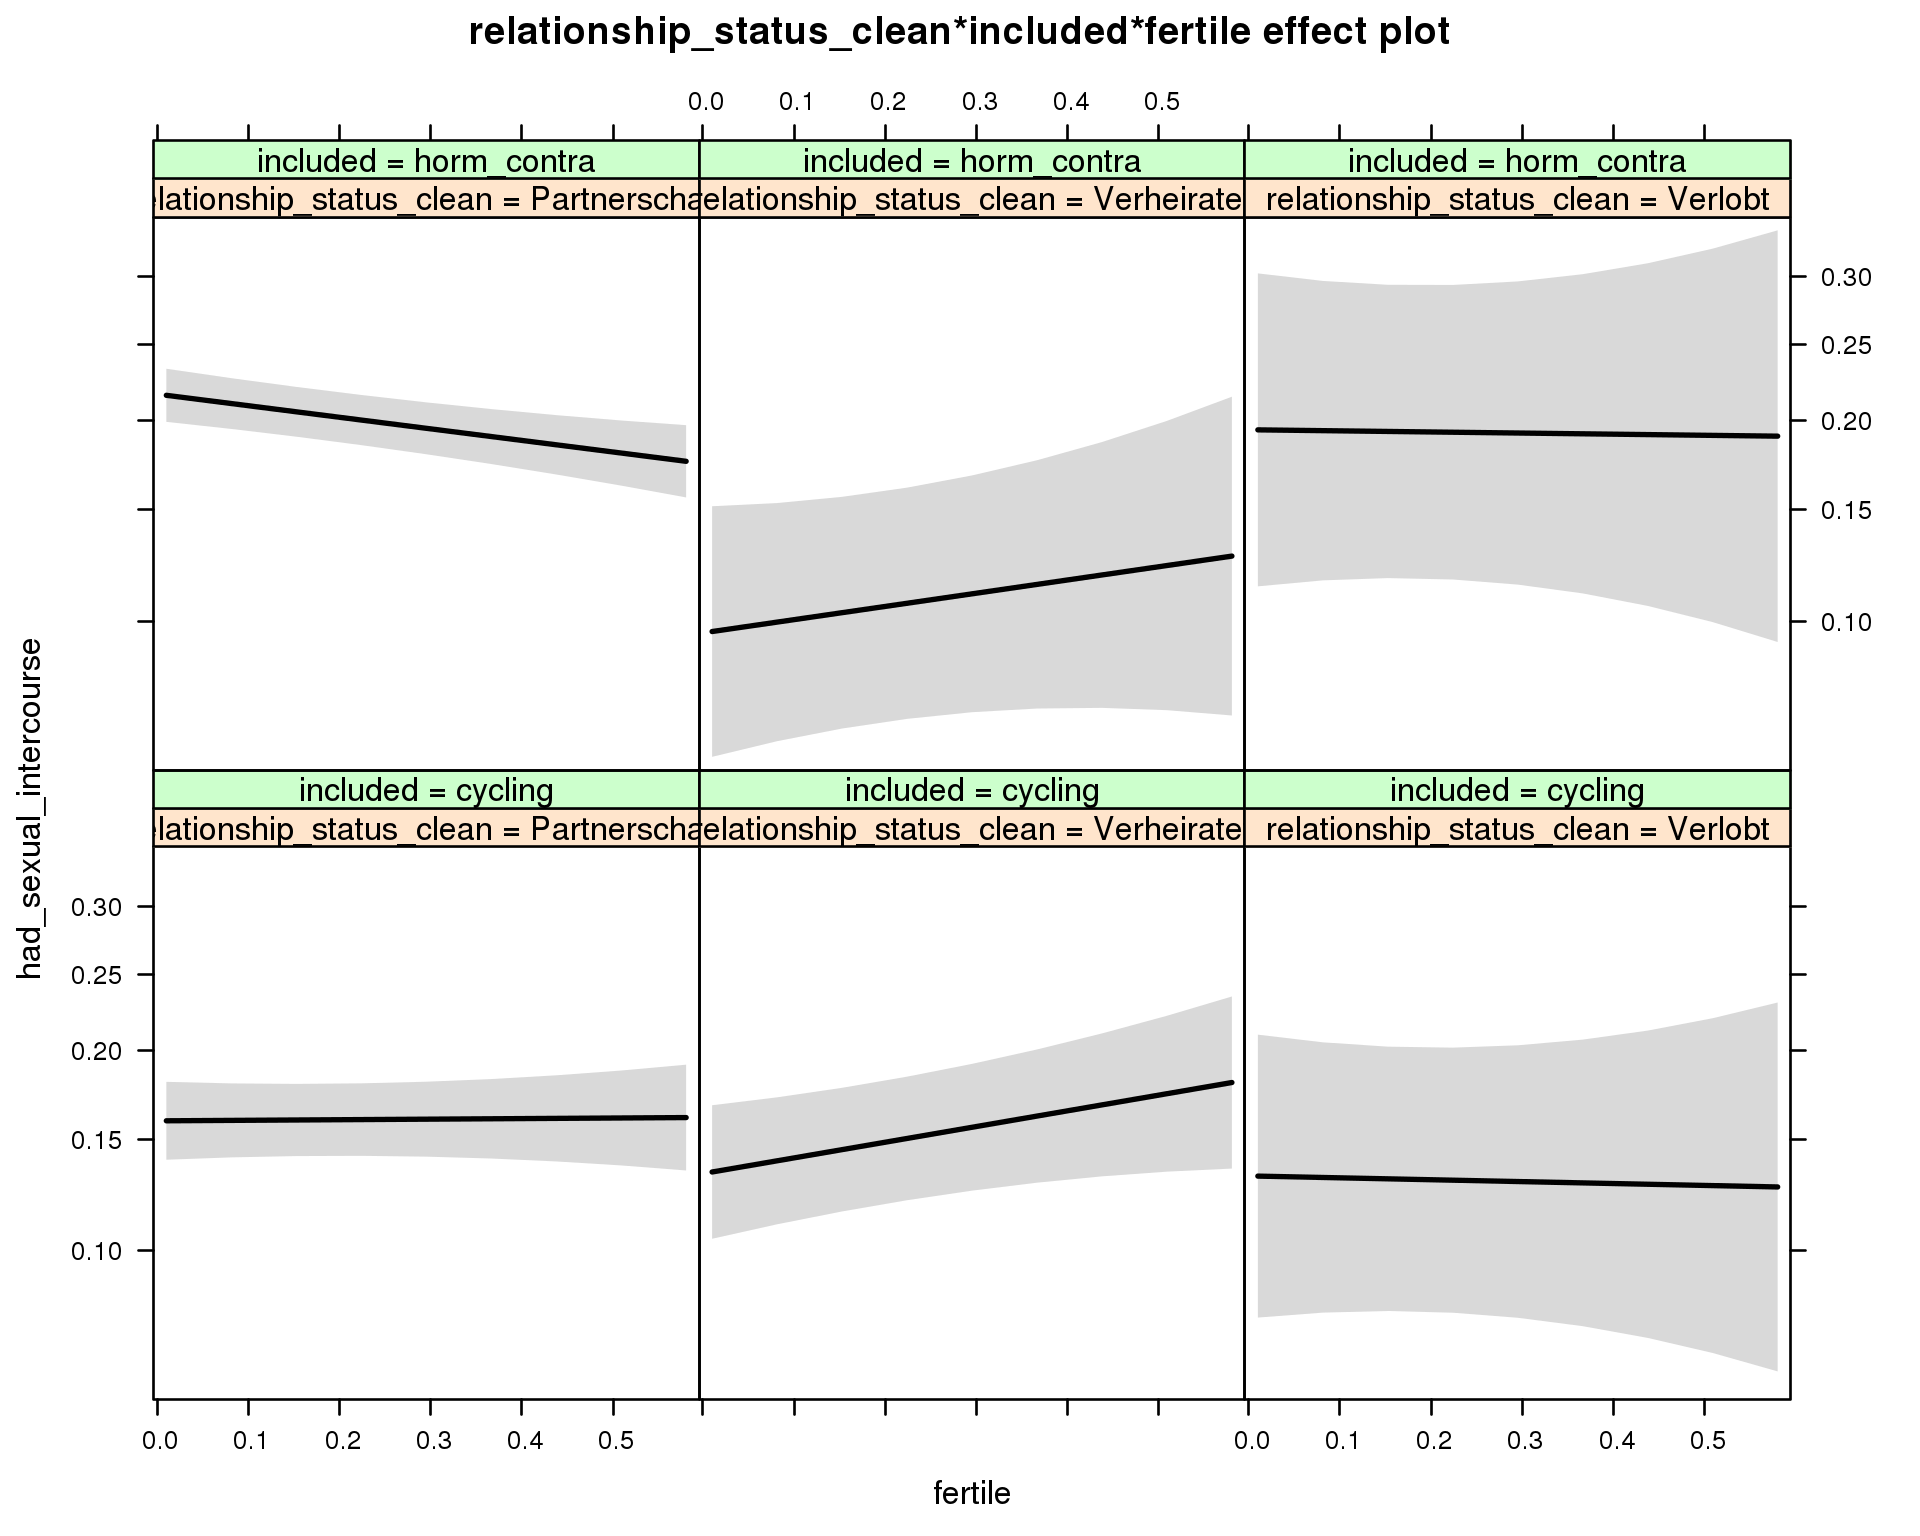 relationship_status_clean*included*fertile effect plot
0.0 0.1 0.2 0.3 0.4 0.5
included = horm_contra included = horm_contra included = horm_contra
elationship_status_clean = Partnerscha elationship_status_clean = Verheirate relationship_status_clean = Verlobt
0.30
0.25
0.20
0.15
0.10
had_sexual_intercourse
included = cycling included = cycling included = cycling
elationship_status_clean = Partnerscha elationship_status_clean = Verheirate relationship_status_clean = Verlobt
0.30
0.25
0.20
0.15
0.10
0.0 0.1 0.2 0.3 0.4 0.5 0.0 0.1 0.2 0.3 0.4 0.5
fertile